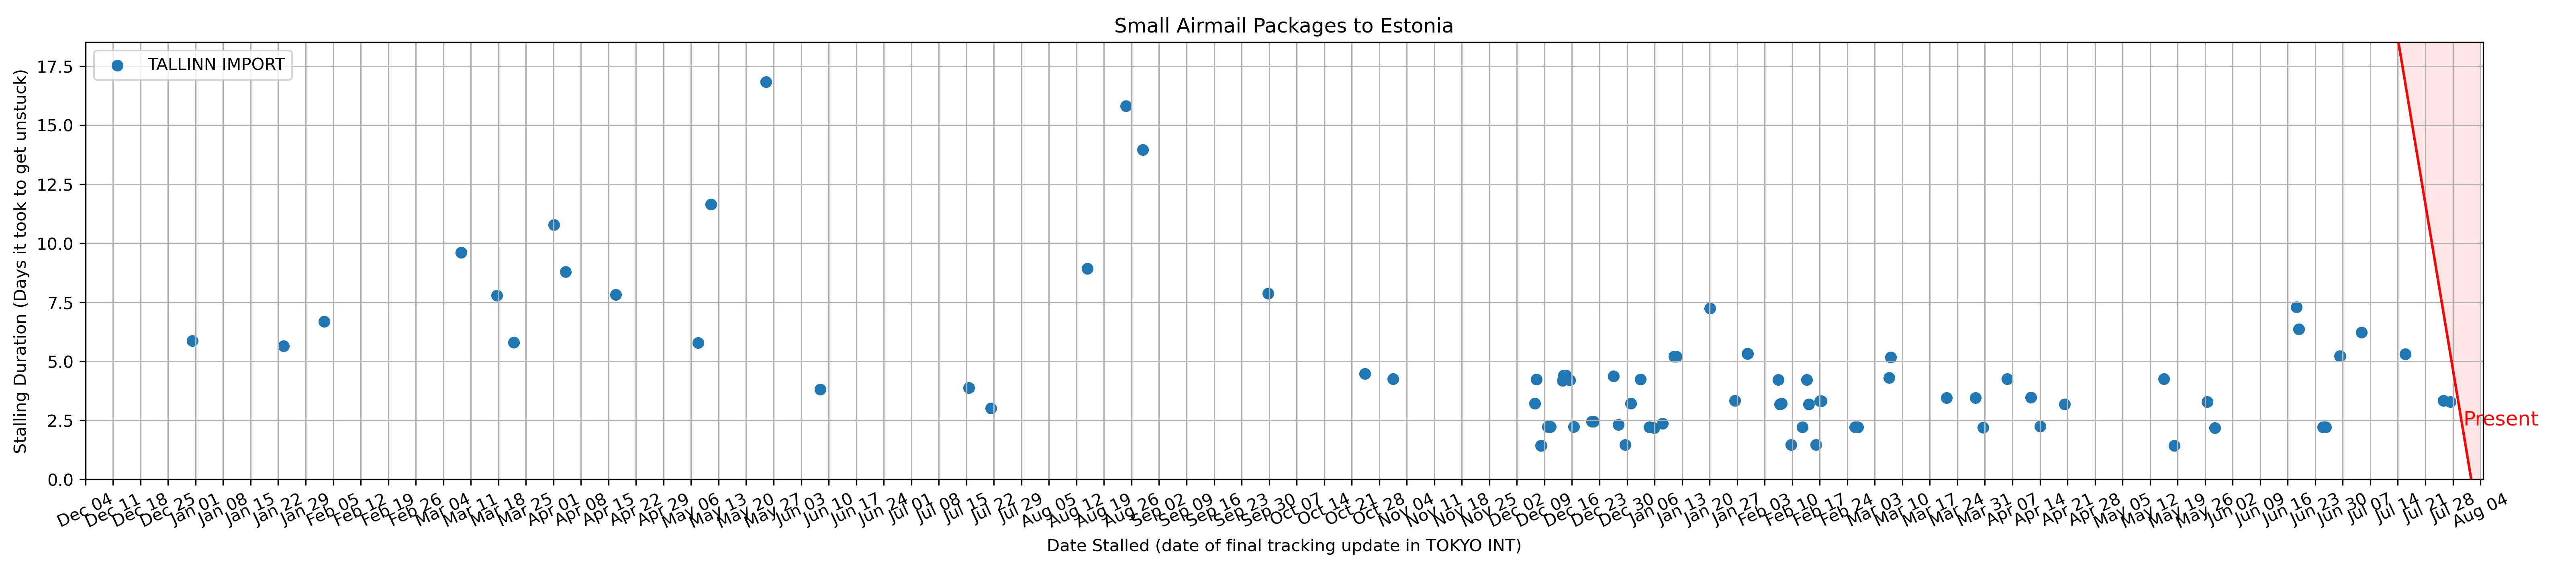 Small Airmail Packages to Estonia
TALLINN IMPORT
Stalling Duration (Days it took to get unstuck)
17.5
15.0
12.5
10.0
7.5
5.0
2.5
0.0
Present
Dec 04 Dec 11 Dec 18 Dec 25 Jan 01 Jan 08 Jan 15 Jan 22 Jan 29 Feb 05 Feb 12 Feb 19 Feb 26 Mar 04 Mar 11 Mar 18 Mar 25 Apr 01 Apr 08 Apr 15 Apr 22 Apr 29 May 06 May 13 May 20 May 27 Jun 03 Jun 10 Jun 17 Jun 24 Jul 01 Jul 08 Jul 15 Jul 22 Jul 29 Aug 05 Aug 12 Aug 19 Aug 26 Sep 02 Sep 09 Sep 16 Sep 23 Sep 30 Oct 07 Oct 14 Oct 21 Oct 28 Nov 04 Nov 11 Nov 18 Nov 25 Dec 02 Dec 09 Dec 16 Dec 23 Dec 30 Jan 06 Jan 13 Jan 20 Jan 27 Feb 03 Feb 10 Feb 17 Feb 24 Mar 03 Mar 10 Mar 17 Mar 24 Mar 31 Apr 07 Apr 14 Apr 21 Apr 28 May 05 May 12 May 19 May 26 Jun 02 Jun 09 Jun 16 Jun 23 Jun 30 Jul 07 Jul 14 Jul 21 Jul 28 Aug 04
Date Stalled (date of final tracking update in TOKYO INT)